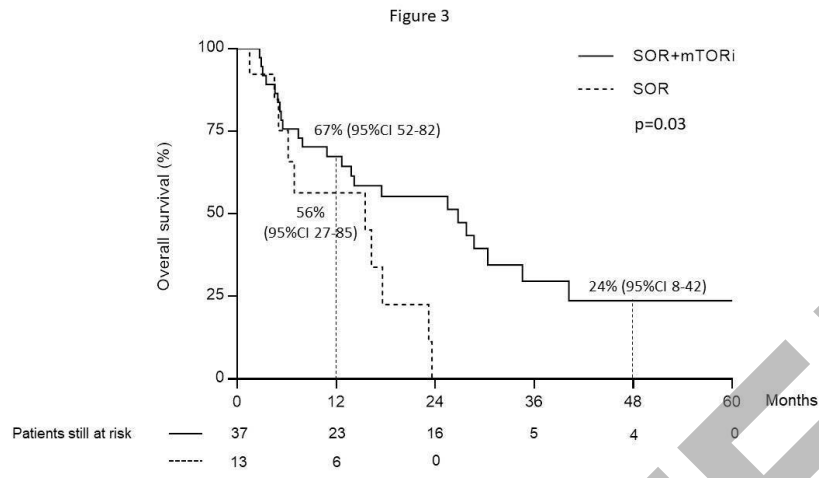 Figure 3
100
75
50
25
0
Overall survival (%)
SOR+mTORi
SOR
p=0.03
67% (95%CI 52-82)
56%
(95%CI 27-85)
24% (95%CI 8-42)
0 12 24 36 48 60 Months
Patients still at risk 37 23 16 5 4 0
13 6 0